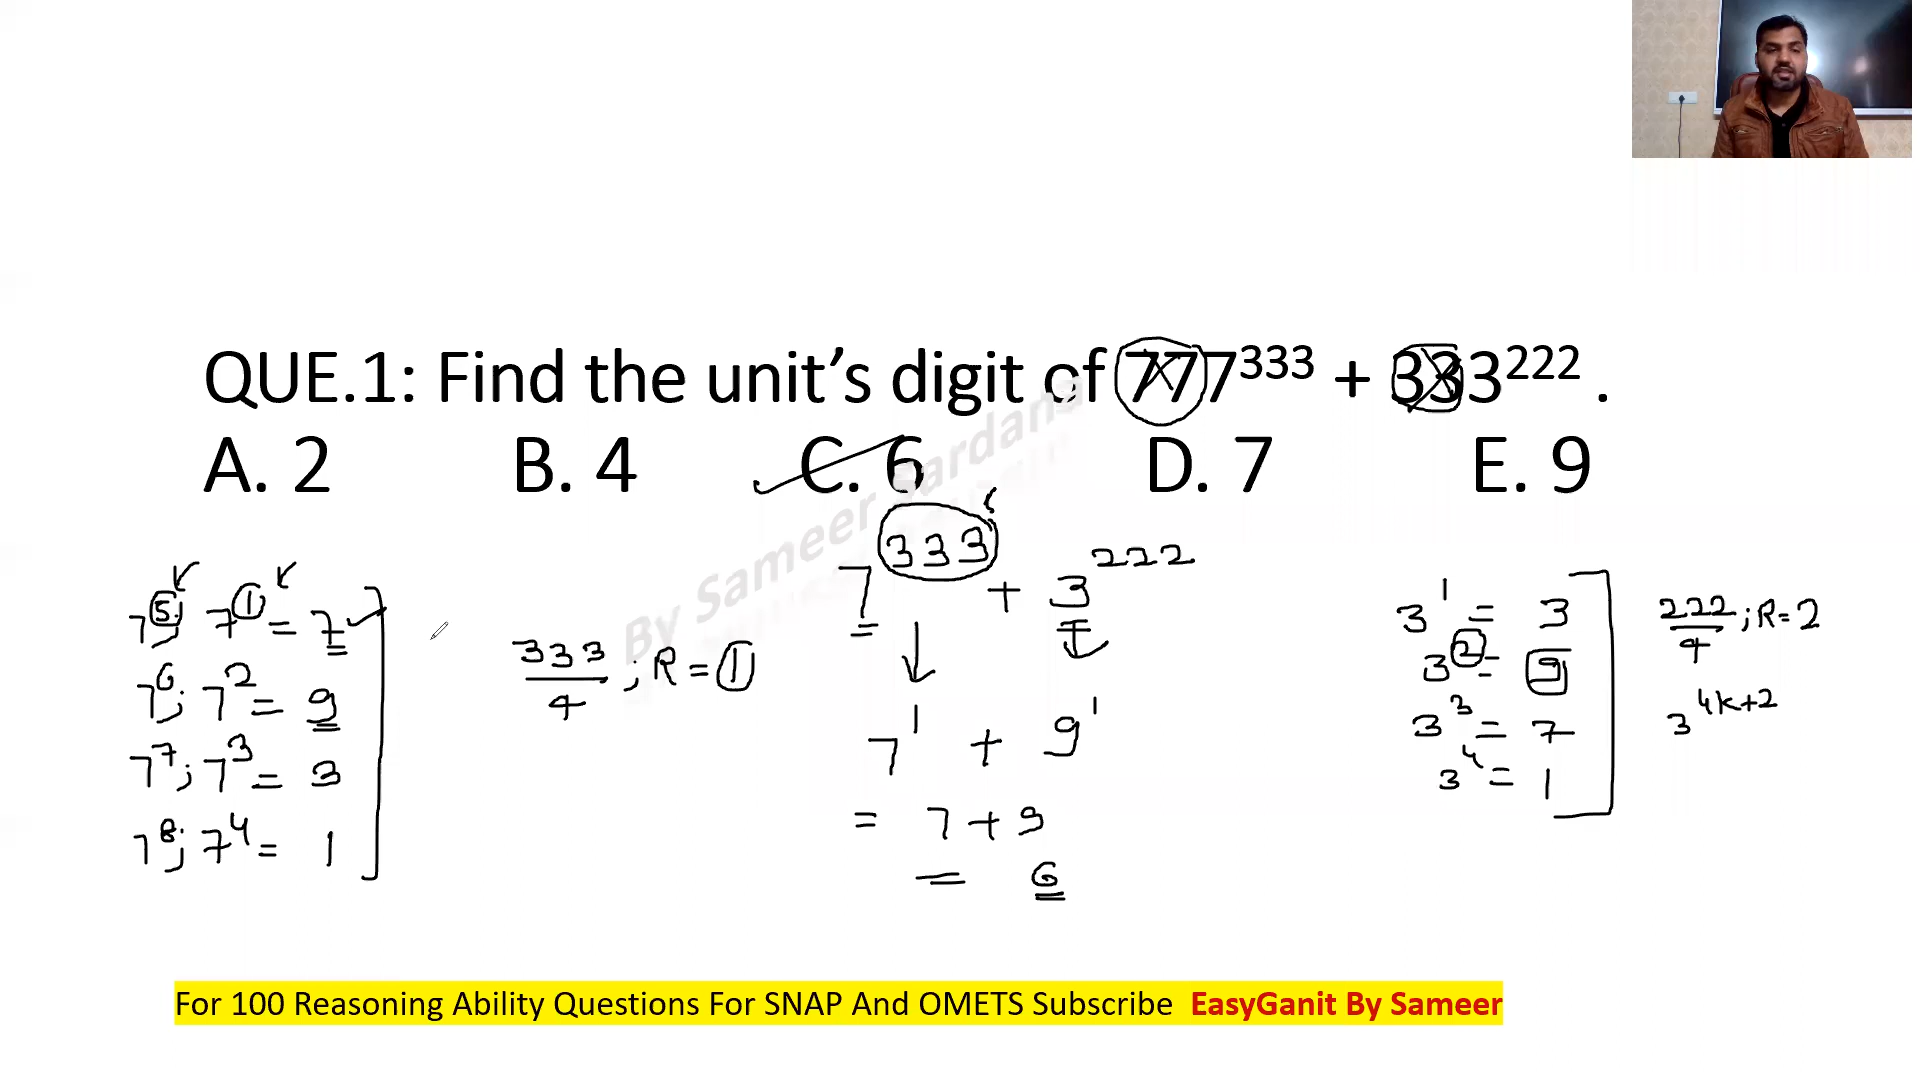 QUE.1: Find the unit's digit of 777³³³ + 333²²² .
A. 2 B. 4 C. 6 D. 7 E. 9
By Sameer Sardana
7⁵; 7¹ = 7
7⁶; 7² = 9
7⁷; 7³ = 3
7⁸; 7⁴ = 1
333/4 ; R = 1
7³³³ + 3²²²
7¹ + 9¹
= 7 + 9
= 6
3¹ = 3
3² = 9
3³ = 7
3⁴ = 1
222/4 ; R = 2
3⁴ᵏ⁺²
For 100 Reasoning Ability Questions For SNAP And OMETS Subscribe EasyGanit By Sameer